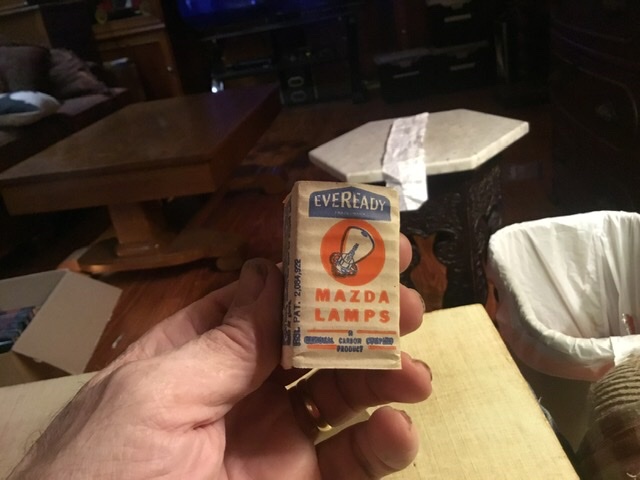 EVEREADY
MAZDA
LAMPS
A
NATIONAL CARBON COMPANY
PRODUCT